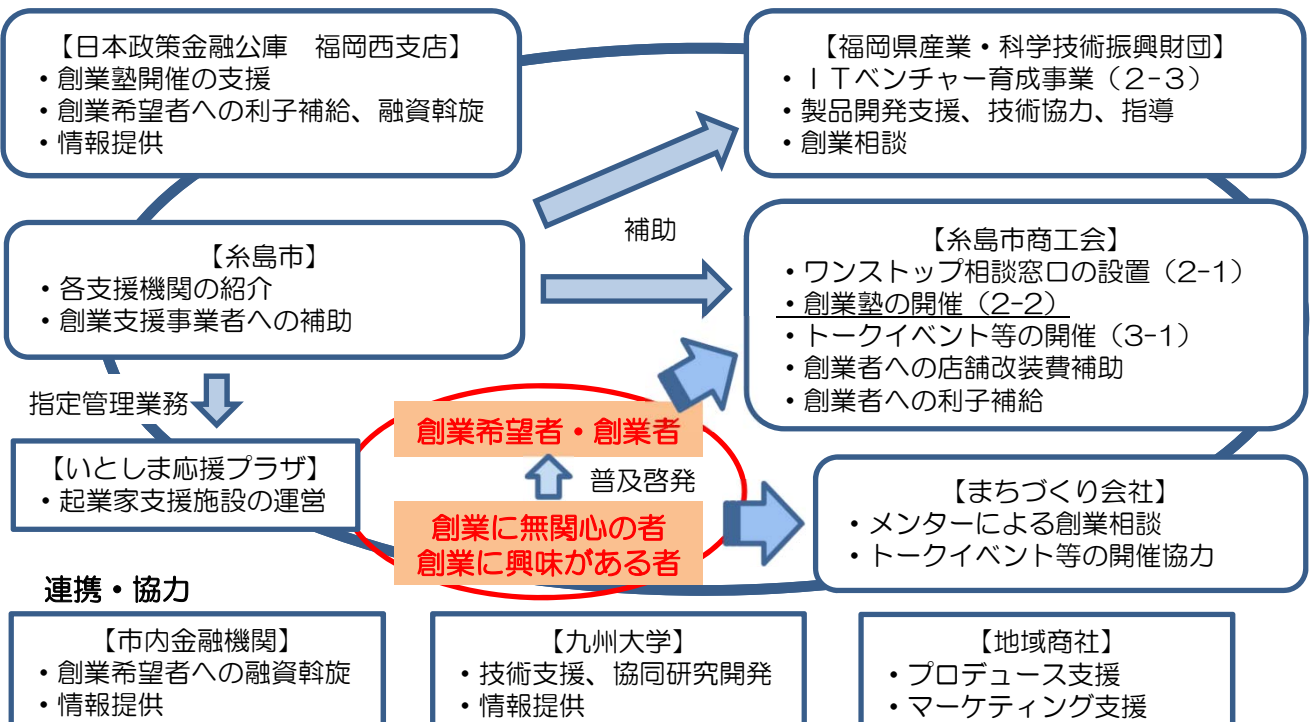 【日本政策金融公庫　福岡西支店】
・創業塾開催の支援
・創業希望者への利子補給、融資斡旋
・情報提供
【福岡県産業・科学技術振興財団】
・ＩＴベンチャー育成事業（2-3）
・製品開発支援、技術協力、指導
・創業相談
【糸島市】
・各支援機関の紹介
・創業支援事業者への補助
補助
【糸島市商工会】
・ワンストップ相談窓口の設置（2-1）
・創業塾の開催（2-2）
・トークイベント等の開催（3-1）
・創業者への店舗改装費補助
・創業者への利子補給
指定管理業務
【いとしま応援プラザ】
・起業家支援施設の運営
創業希望者・創業者
普及啓発
創業に無関心の者
創業に興味がある者
【まちづくり会社】
・メンターによる創業相談
・トークイベント等の開催協力
連携・協力
【市内金融機関】
・創業希望者への融資斡旋
・情報提供
【九州大学】
・技術支援、協同研究開発
・情報提供
【地域商社】
・プロデュース支援
・マーケティング支援